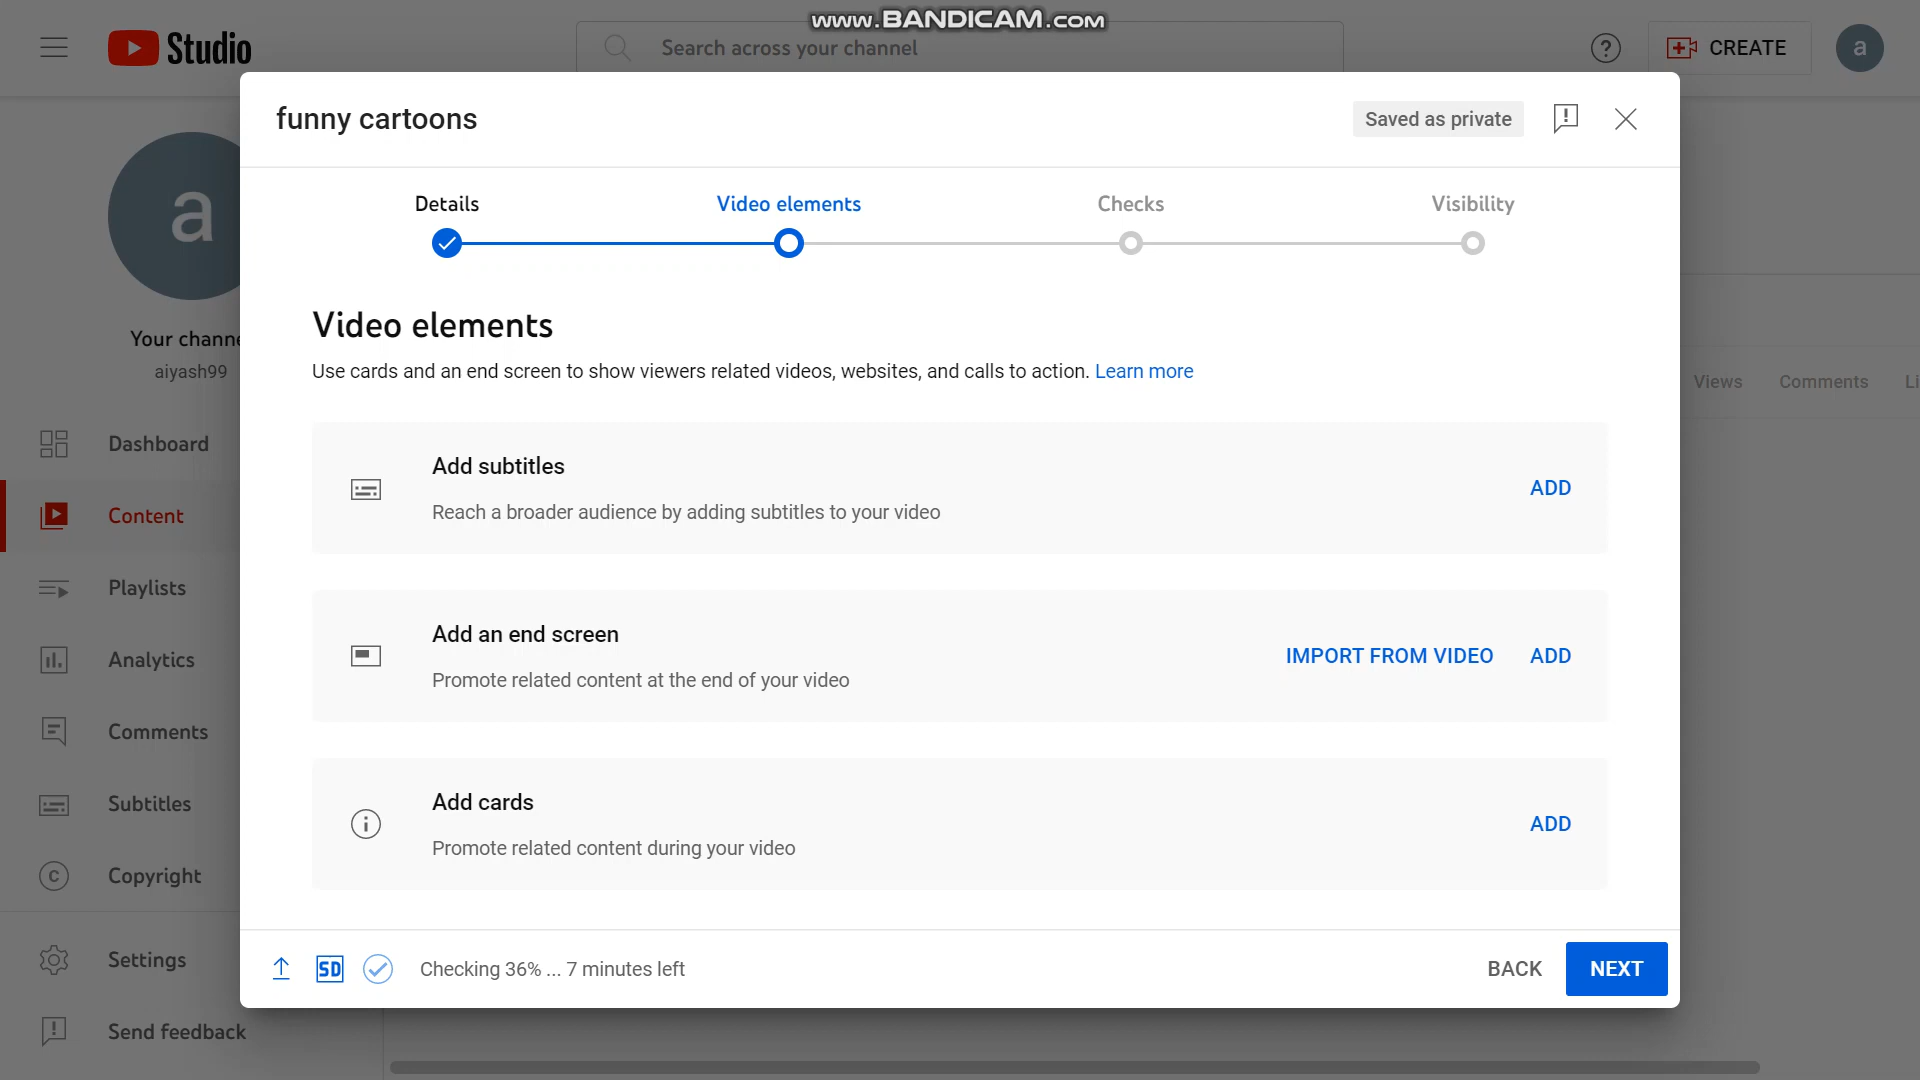 www.BANDICAM.com
Studio
Search across your channel
?
CREATE
a
funny cartoons
Saved as private
a
Details
Video elements
Checks
Visibility
Your channe
aiyash99
Video elements
Use cards and an end screen to show viewers related videos, websites, and calls to action. Learn more
Views
Comments
Li
Dashboard
Content
Playlists
Analytics
Comments
Subtitles
Copyright
Settings
Send feedback
Add subtitles
Reach a broader audience by adding subtitles to your video
ADD
Add an end screen
Promote related content at the end of your video
IMPORT FROM VIDEO
ADD
Add cards
Promote related content during your video
ADD
SD
Checking 36% ... 7 minutes left
BACK
NEXT